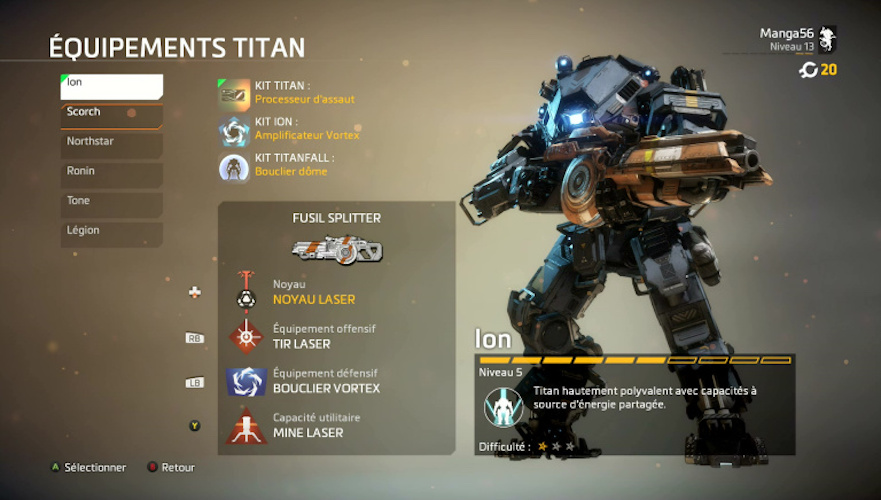 ÉQUIPEMENTS TITAN
Manga56
Niveau 13
20
Ion
Scorch
Northstar
Ronin
Tone
Légion
KIT TITAN :
Processeur d'assaut
KIT ION :
Amplificateur Vortex
KIT TITANFALL :
Bouclier dôme
FUSIL SPLITTER
Noyau
NOYAU LASER
RB
Équipement offensif
TIR LASER
LB
Équipement défensif
BOUCLIER VORTEX
Y
Capacité utilitaire
MINE LASER
Ion
Niveau 5
Titan hautement polyvalent avec capacités à
source d'énergie partagée.
Difficulté :
A Sélectionner
B Retour